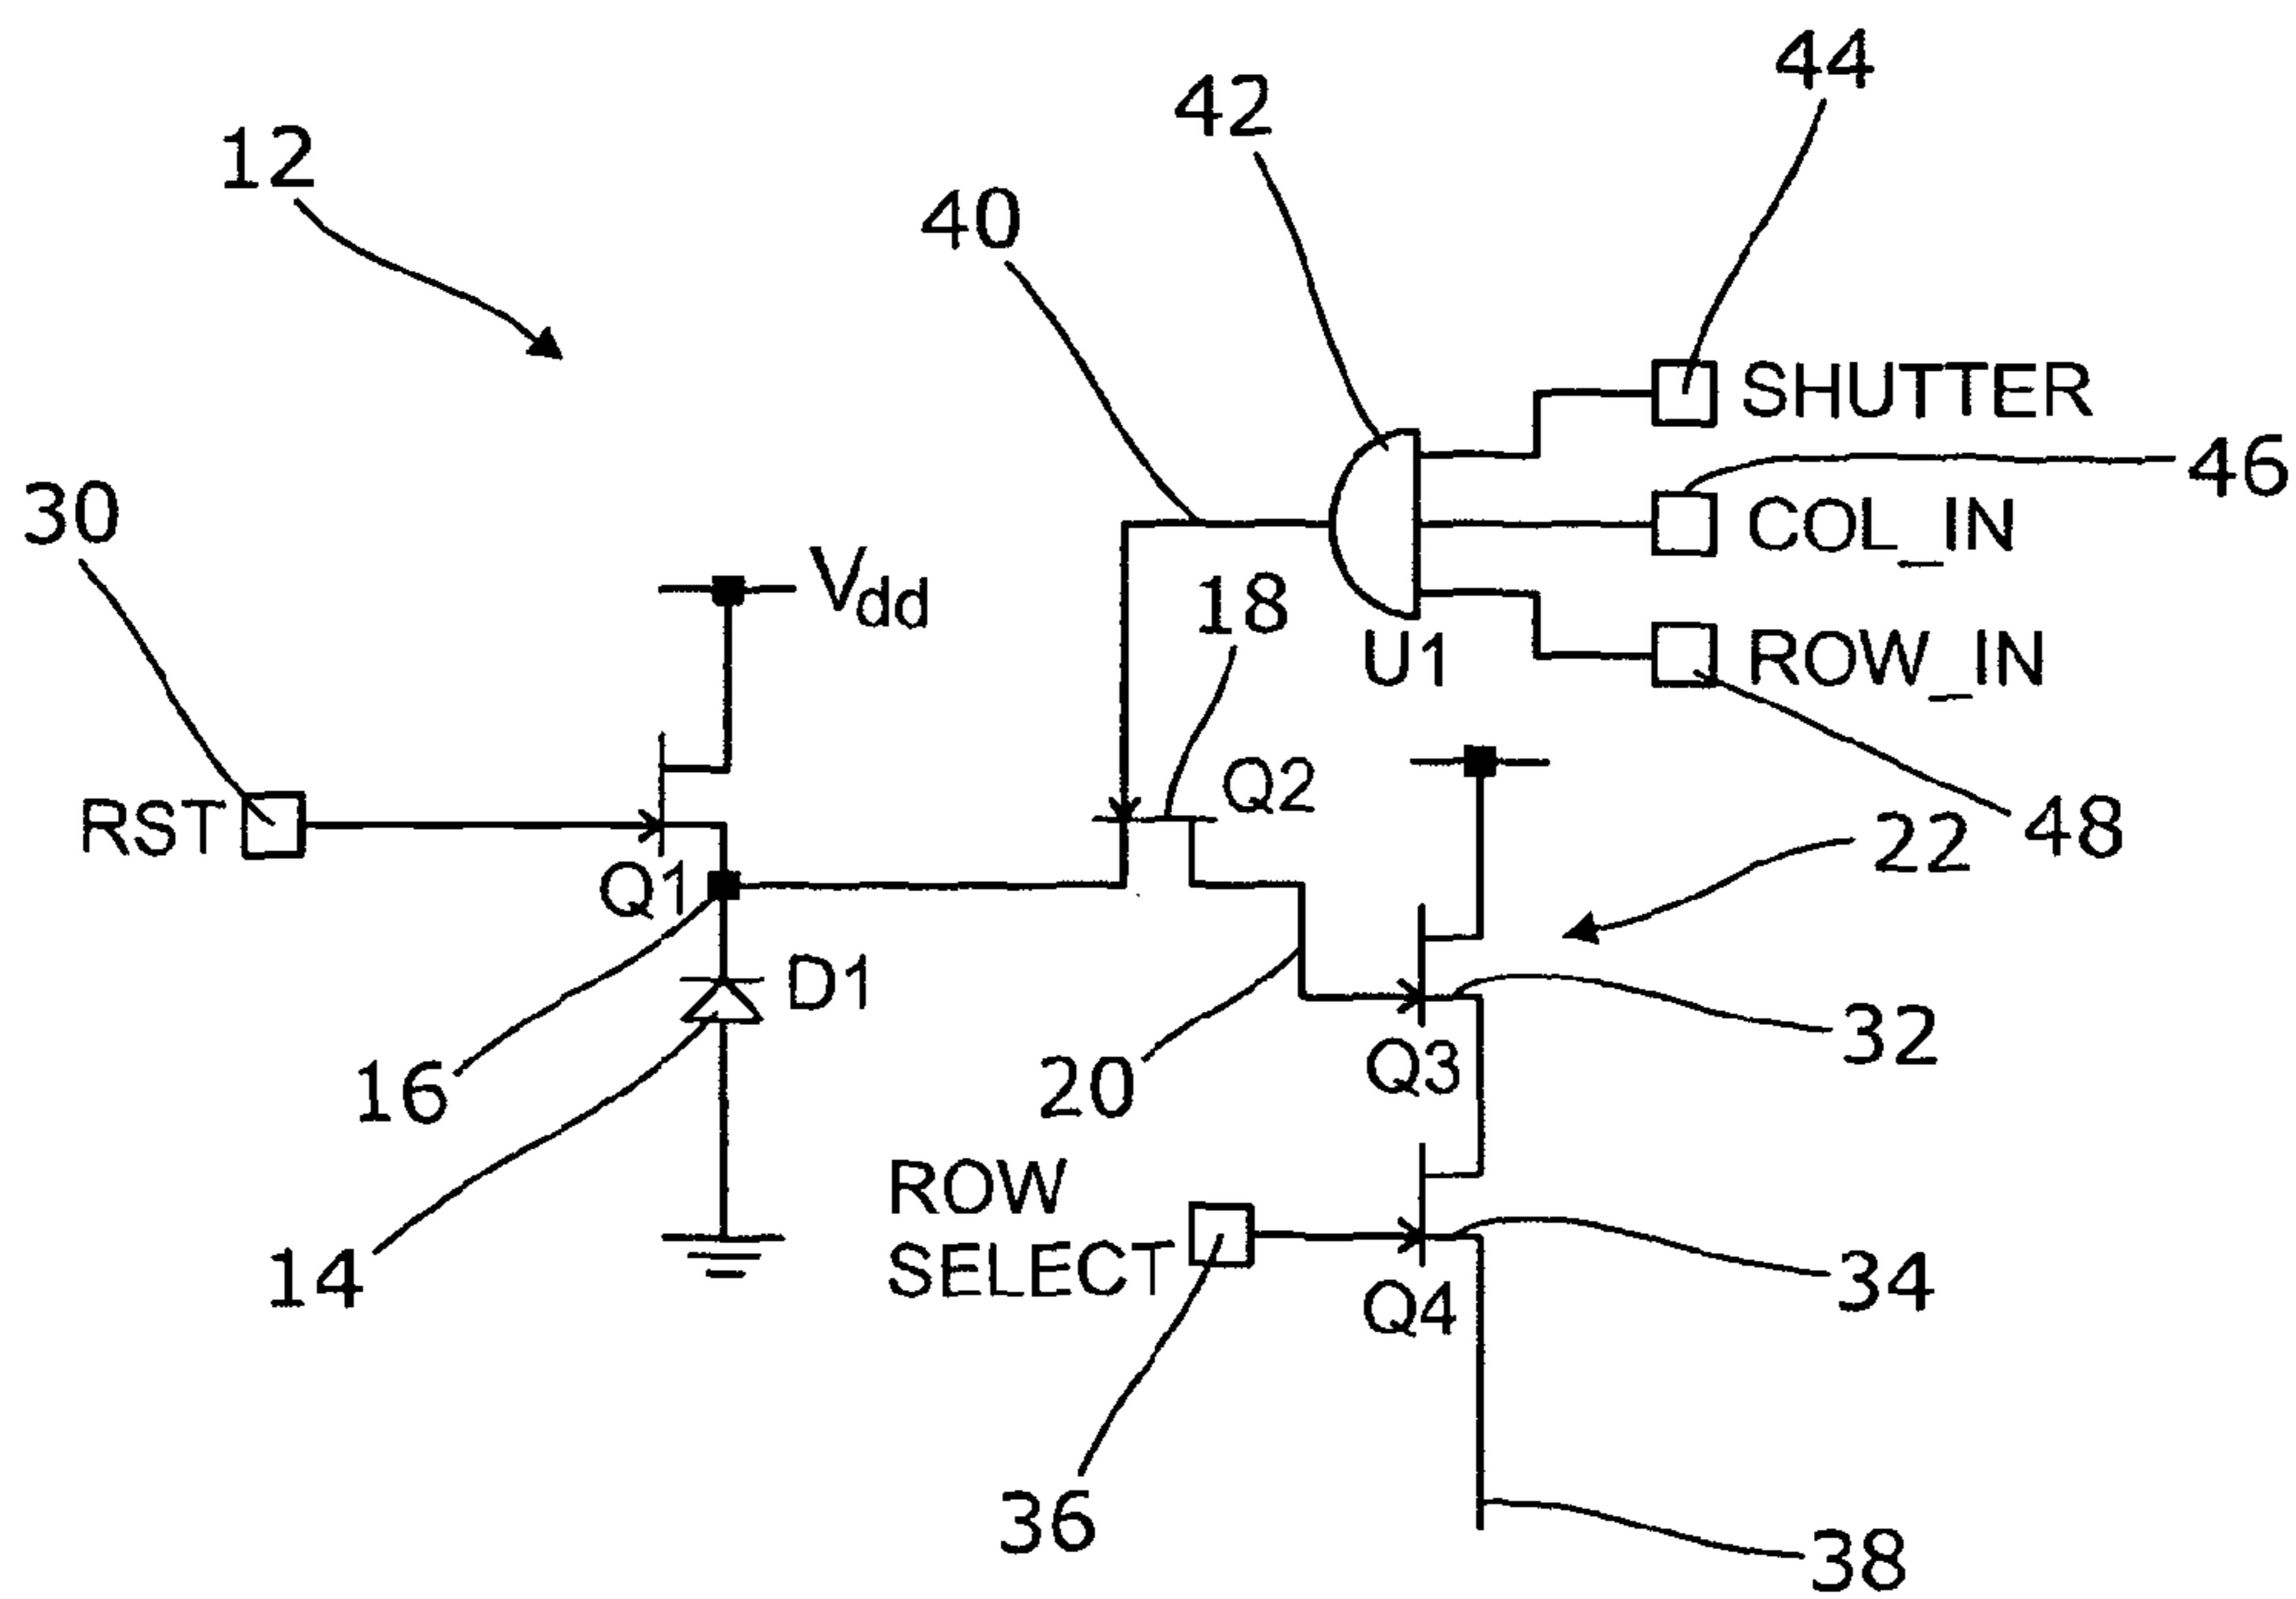 44
42
12
40
SHUTTER
46
30
COL_IN
Vdd
18
U1
ROW_IN
Q2
RST
48
22
Q1
D1
32
16
20
Q3
ROW
SELECT
14
34
Q4
36
38